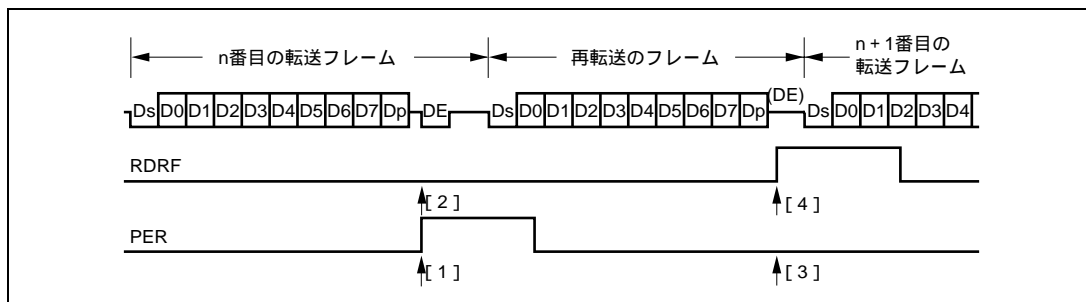 n番目の転送フレーム
再転送のフレーム
n + 1番目の
転送フレーム
Ds D0 D1 D2 D3 D4 D5 D6 D7 Dp DE
Ds D0 D1 D2 D3 D4 D5 D6 D7 Dp (DE)
Ds D0 D1 D2 D3 D4
RDRF
[ 2 ]
[ 4 ]
PER
[ 1 ]
[ 3 ]